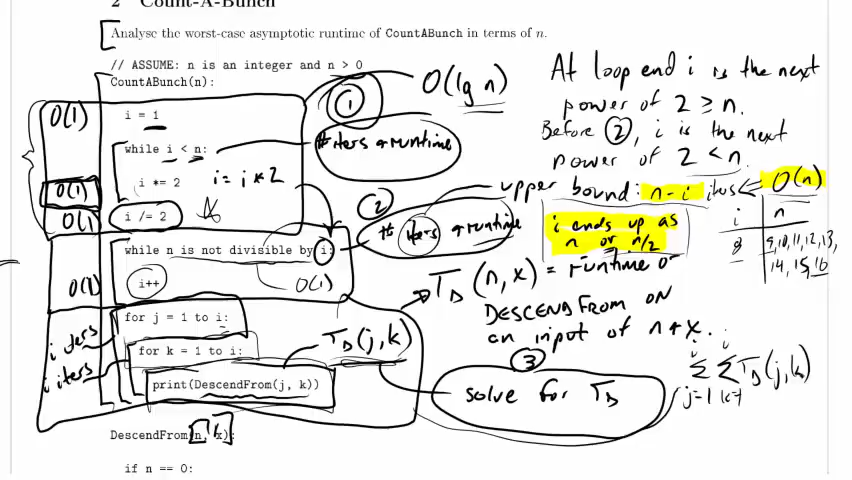 2 Count-A-Bunch
Analyse the worst-case asymptotic runtime of CountABunch in terms of n.
// ASSUME: n is an integer and n > 0
CountABunch(n):
O(1)
i = 1
while i < n:
O(1)
i *= 2
i = i * 2
O(1)
i /= 2
while n is not divisible by i:
O(1)
i++
O(1)
for j = 1 to i:
i iters
for k = 1 to i:
i iters
print(DescendFrom(j, k))
DescendFrom(n, x):
if n == 0:
① O(lg n)
# iters * runtime
At loop end i is the next
power of 2 ≥ n.
Before ②, i is the next
power of 2 < n.
upper bound: n-i iters ← O(n)
②
# iters * runtime
i ends up as
n or n/2
i n
8 9,10,11,12,13,
14,15,16
T_D(n,x) = runtime of
DESCENDFROM on
an input of n + x.
T_D(j,k)
③
solve for T_D
i i
Σ Σ T_D(j,k)
j=1 k=1